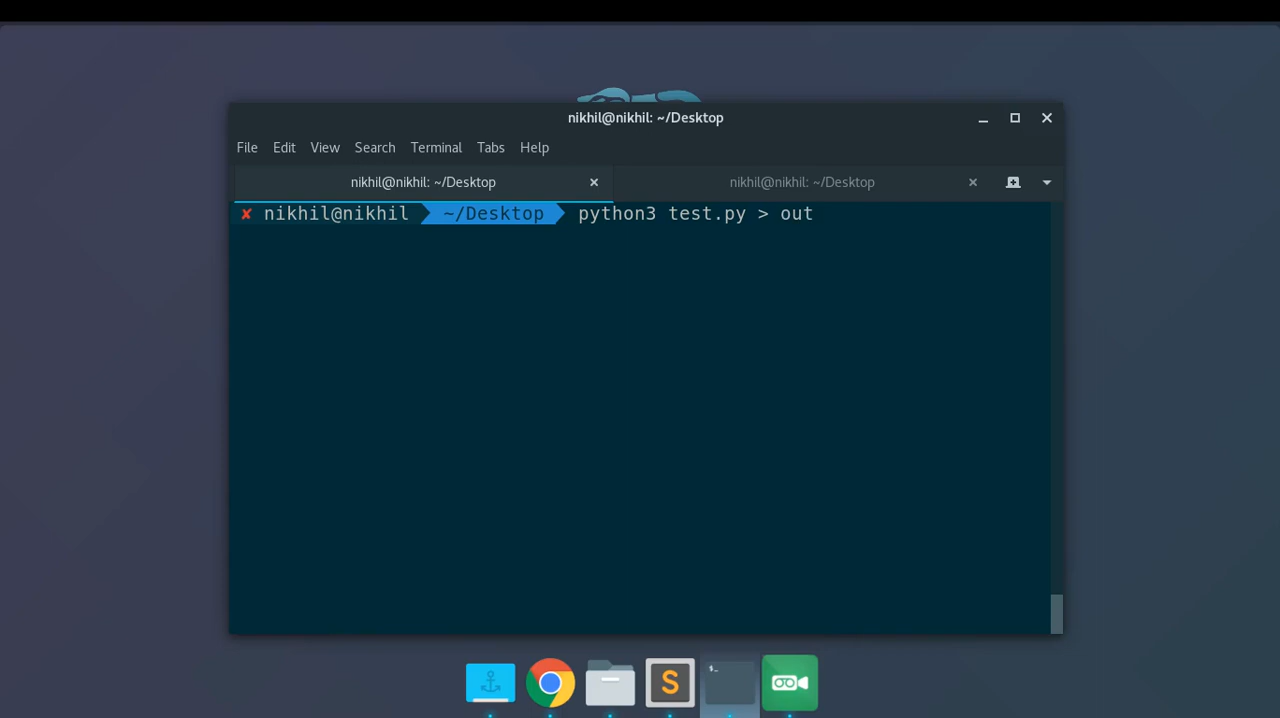 nikhil@nikhil: ~/Desktop
File Edit View Search Terminal Tabs Help
nikhil@nikhil: ~/Desktop × nikhil@nikhil: ~/Desktop ×
✘ nikhil@nikhil ~/Desktop python3 test.py > out
$_
S